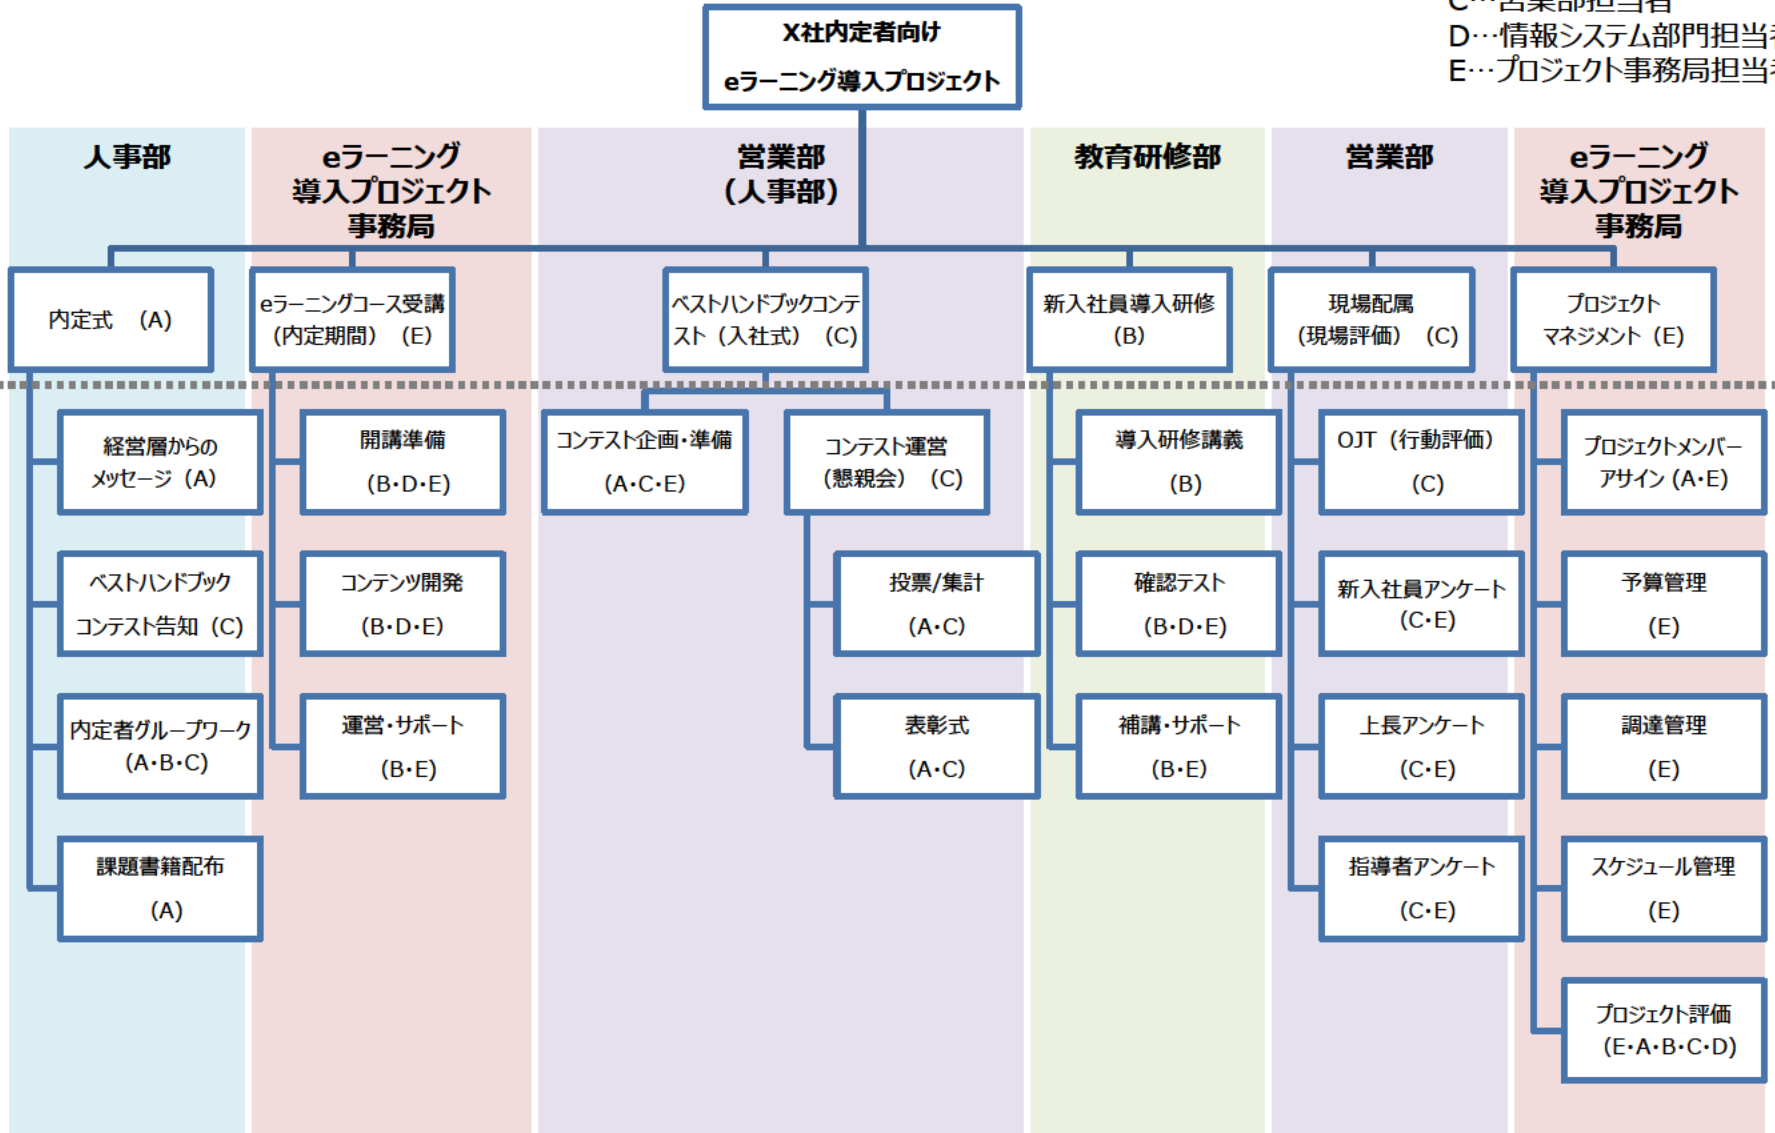 X社内定者向け
eラーニング導入プロジェクト
C…営業部担当者
D…情報システム部門担当者
E…プロジェクト事務局担当者
人事部
eラーニング
導入プロジェクト
事務局
営業部
(人事部)
教育研修部
営業部
eラーニング
導入プロジェクト
事務局
内定式 (A)
eラーニングコース受講
(内定期間) (E)
ベストハンドブックコンテ
スト(入社式) (C)
新入社員導入研修
(B)
現場配属
(現場評価) (C)
プロジェクト
マネジメント (E)
経営層からの
メッセージ (A)
開講準備
(B・D・E)
コンテスト企画・準備
(A・C・E)
コンテスト運営
(懇親会) (C)
導入研修講義
(B)
OJT (行動評価)
(C)
プロジェクトメンバー
アサイン (A・E)
ベストハンドブック
コンテスト告知 (C)
コンテンツ開発
(B・D・E)
投票/集計
(A・C)
確認テスト
(B・D・E)
新入社員アンケート
(C・E)
予算管理
(E)
内定者グループワーク
(A・B・C)
運営・サポート
(B・E)
表彰式
(A・C)
補講・サポート
(B・E)
上長アンケート
(C・E)
調達管理
(E)
課題書籍配布
(A)
指導者アンケート
(C・E)
スケジュール管理
(E)
プロジェクト評価
(E・A・B・C・D)